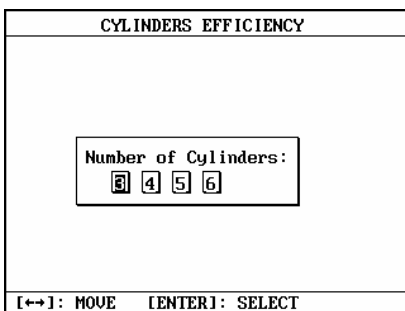 CYLINDERS EFFICIENCY
Number of Cylinders:
3 4 5 6
[←→]: MOVE [ENTER]: SELECT